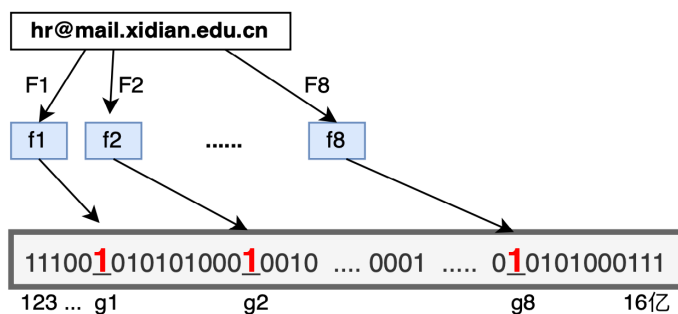 hr@mail.xidian.edu.cn
F1 F2 F8
f1 f2 ...... f8
11100101010100010010 .... 0001 ..... 010101000111
123 ... g1 g2 g8 16亿